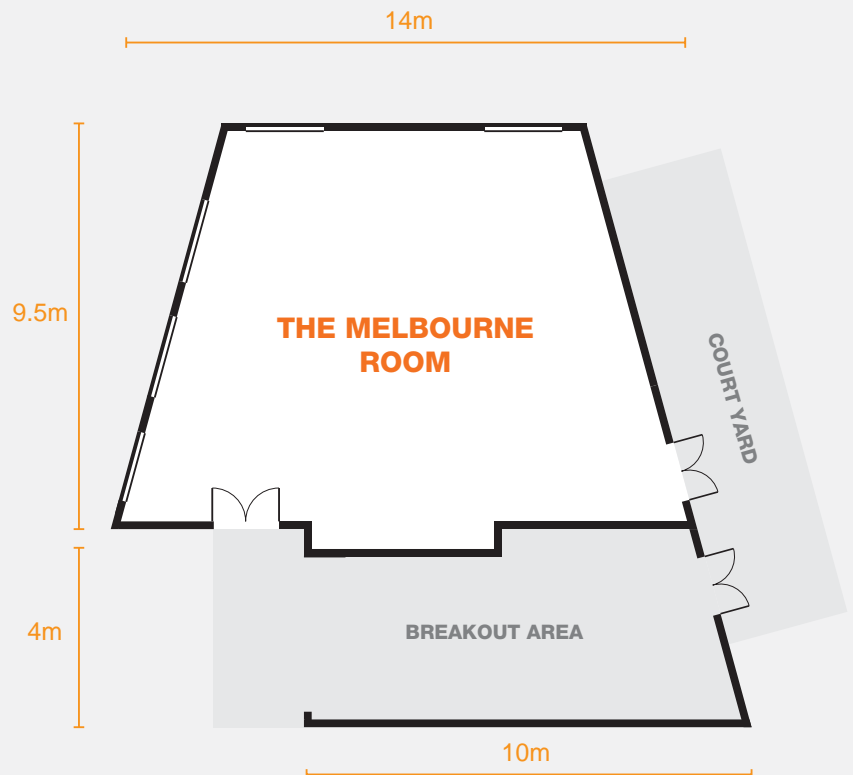 14m
9.5m
THE MELBOURNE
ROOM
COURT YARD
4m
BREAKOUT AREA
10m